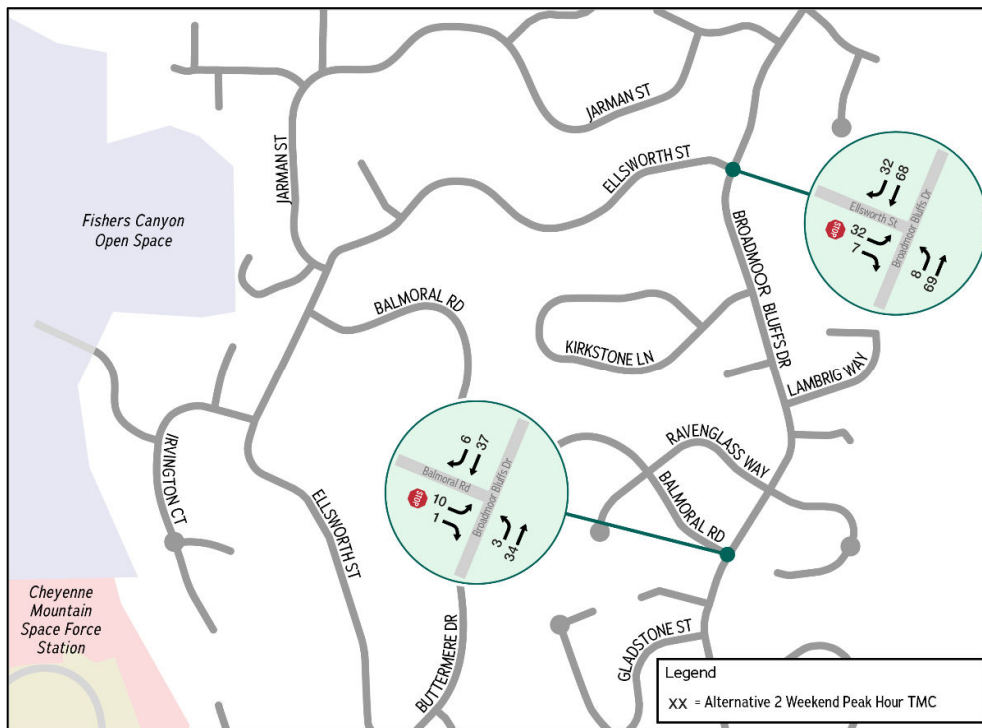 JARMAN ST
JARMAN ST
ELLSWORTH ST
32
68
Ellsworth St
Broadmoor Bluffs Dr
STOP
32
7
8
69
Fishers Canyon
Open Space
BROADMOOR BLUFFS DR
BALMORAL RD
KIRKSTONE LN
LAMBRIG WAY
IRVINGTON CT
6
37
Balmoral Rd
Broadmoor Bluffs Dr
STOP
10
1
3
34
RAVENGLASS WAY
BALMORAL RD
ELLSWORTH ST
Cheyenne
Mountain
Space Force
Station
BUTTERMERE DR
GLADSTONE ST
Legend
XX = Alternative 2 Weekend Peak Hour TMC